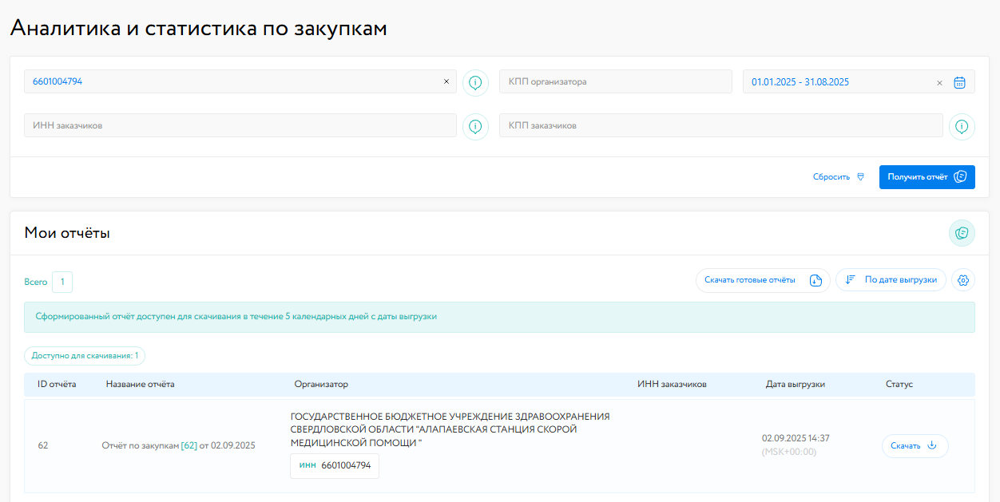 Аналитика и статистика по закупкам
6601004794
КПП организатора
01.01.2025 - 31.08.2025
ИНН заказчиков
КПП заказчиков
Сбросить
Получить отчёт
Мои отчёты
Всего 1
Скачать готовые отчёты
По дате выгрузки
Сформированный отчёт доступен для скачивания в течение 5 календарных дней с даты выгрузки
Доступно для скачивания: 1
ID отчёта Название отчёта Организатор ИНН заказчиков Дата выгрузки Статус
62
Отчёт по закупкам [62] от 02.09.2025
ГОСУДАРСТВЕННОЕ БЮДЖЕТНОЕ УЧРЕЖДЕНИЕ ЗДРАВООХРАНЕНИЯ
СВЕРДЛОВСКОЙ ОБЛАСТИ "АЛАПАЕВСКАЯ СТАНЦИЯ СКОРОЙ
МЕДИЦИНСКОЙ ПОМОЩИ "
ИНН 6601004794
02.09.2025 14:37
(MSK+00:00)
Скачать